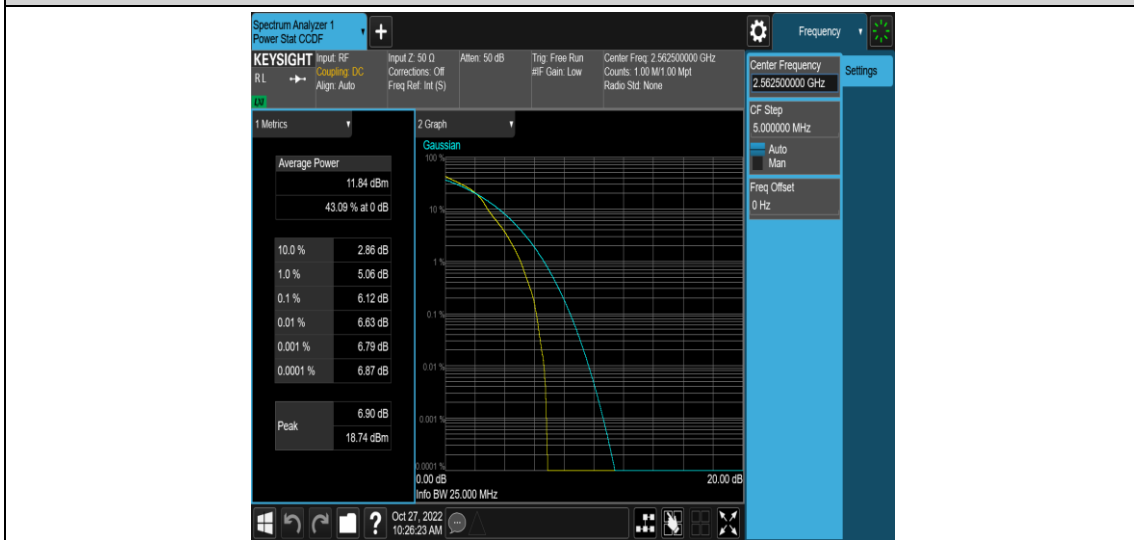 Spectrum Analyzer 1
Power Stat CCDF
+
Frequency
KEYSIGHT
RL
LXI
Input: RF
Coupling: DC
Align: Auto
Input Z: 50 Ω
Corrections: Off
Freq Ref: Int (S)
Atten: 50 dB
Trig: Free Run
#IF Gain: Low
Center Freq: 2.562500000 GHz
Counts: 1.00 M/1.00 Mpt
Radio Std: None
Center Frequency
2.562500000 GHz
Settings
CF Step
5.000000 MHz
Auto
Man
Freq Offset
0 Hz
1 Metrics
Average Power
11.84 dBm
43.09 % at 0 dB
10.0 % 2.86 dB
1.0 % 5.06 dB
0.1 % 6.12 dB
0.01 % 6.63 dB
0.001 % 6.79 dB
0.0001 % 6.87 dB
Peak
6.90 dB
18.74 dBm
2 Graph
Gaussian
100 %
10 %
1 %
0.1 %
0.01 %
0.001 %
0.0001 %
0.00 dB 20.00 dB
Info BW 25.000 MHz
?
Oct 27, 2022
10:26:23 AM